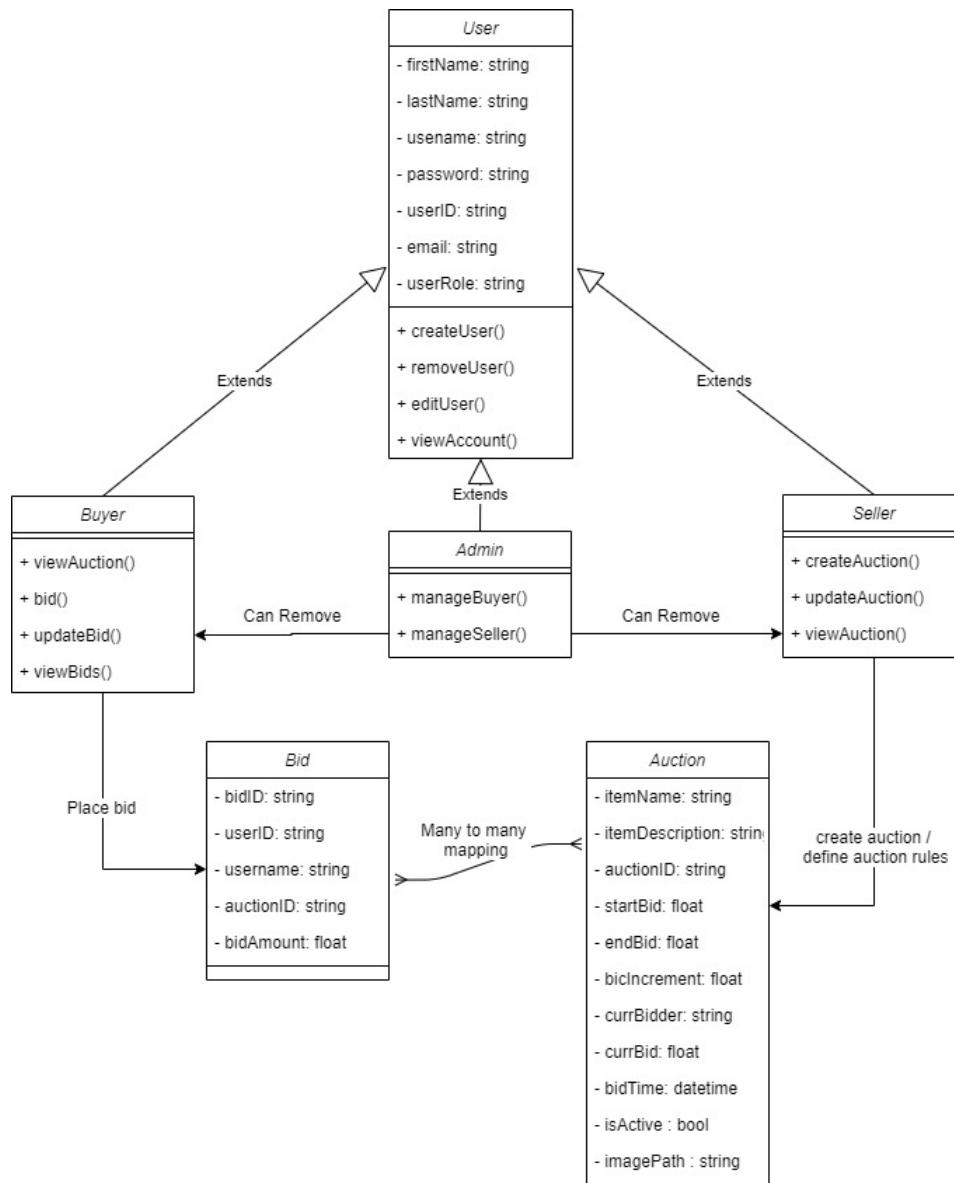 User
- firstName: string
- lastName: string
- usename: string
- password: string
- userID: string
- email: string
- userRole: string
+ createUser()
+ removeUser()
+ editUser()
+ viewAccount()
Extends
Extends
Extends
Buyer
+ viewAuction()
+ bid()
+ updateBid()
+ viewBids()
Can Remove
Admin
+ manageBuyer()
+ manageSeller()
Can Remove
Seller
+ createAuction()
+ updateAuction()
+ viewAuction()
Place bid
Bid
- bidID: string
- userID: string
- username: string
- auctionID: string
- bidAmount: float
Many to many
mapping
Auction
- itemName: string
- itemDescription: string
- auctionID: string
- startBid: float
- endBid: float
- bicIncrement: float
- currBidder: string
- currBid: float
- bidTime: datetime
- isActive : bool
- imagePath : string
create auction /
define auction rules